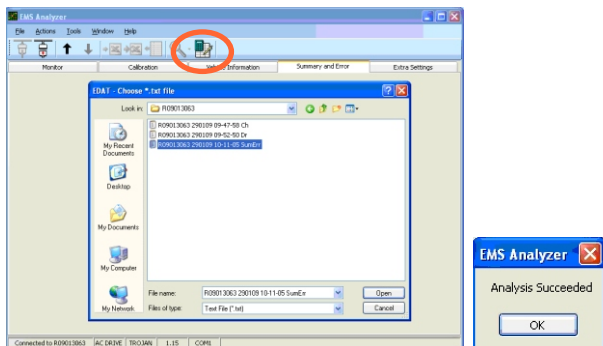 EMS Analyzer
File Actions Tools Window Help
Monitor Calibration Vehicle Information Summary and Error Extra Settings
EDAT - Choose *.txt file
Look in: R09013063
R09013063 290109 09-47-58 Ch
R09013063 290109 09-52-50 Dr
R09013063 290109 10-11-05 SumErr
My Recent
Documents
Desktop
My Documents
My Computer
My Network
File name: R09013063 290109 10-11-05 SumErr Open
Files of type: Text File (*.txt) Cancel
Connected to R09013063 AC DRIVE TROJAN 1.15 COM1
EMS Analyzer
Analysis Succeeded
OK